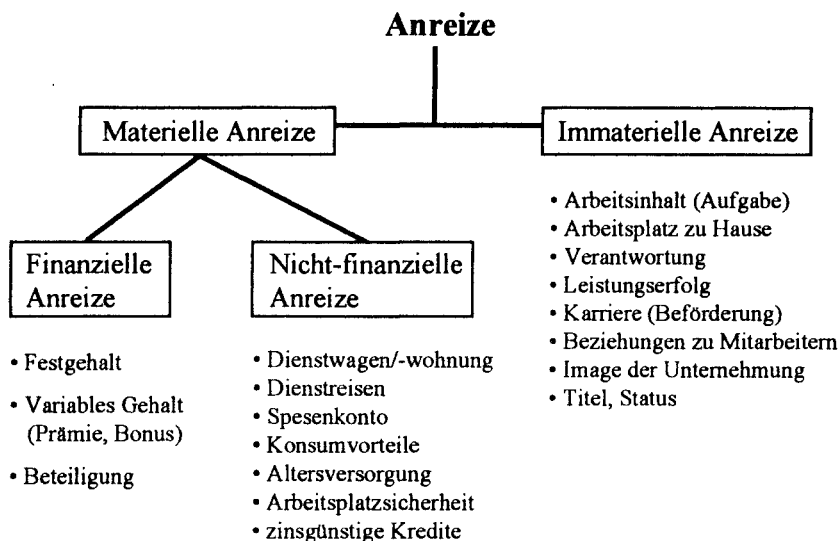 Anreize
Materielle Anreize
Immaterielle Anreize
Finanzielle
Anreize
• Festgehalt
• Variables Gehalt
(Prämie, Bonus)
• Beteiligung
Nicht-finanzielle
Anreize
• Dienstwagen/-wohnung
• Dienstreisen
• Spesenkonto
• Konsumvorteile
• Altersversorgung
• Arbeitsplatzsicherheit
• zinsgünstige Kredite
• Arbeitsinhalt (Aufgabe)
• Arbeitsplatz zu Hause
• Verantwortung
• Leistungserfolg
• Karriere (Beförderung)
• Beziehungen zu Mitarbeitern
• Image der Unternehmung
• Titel, Status